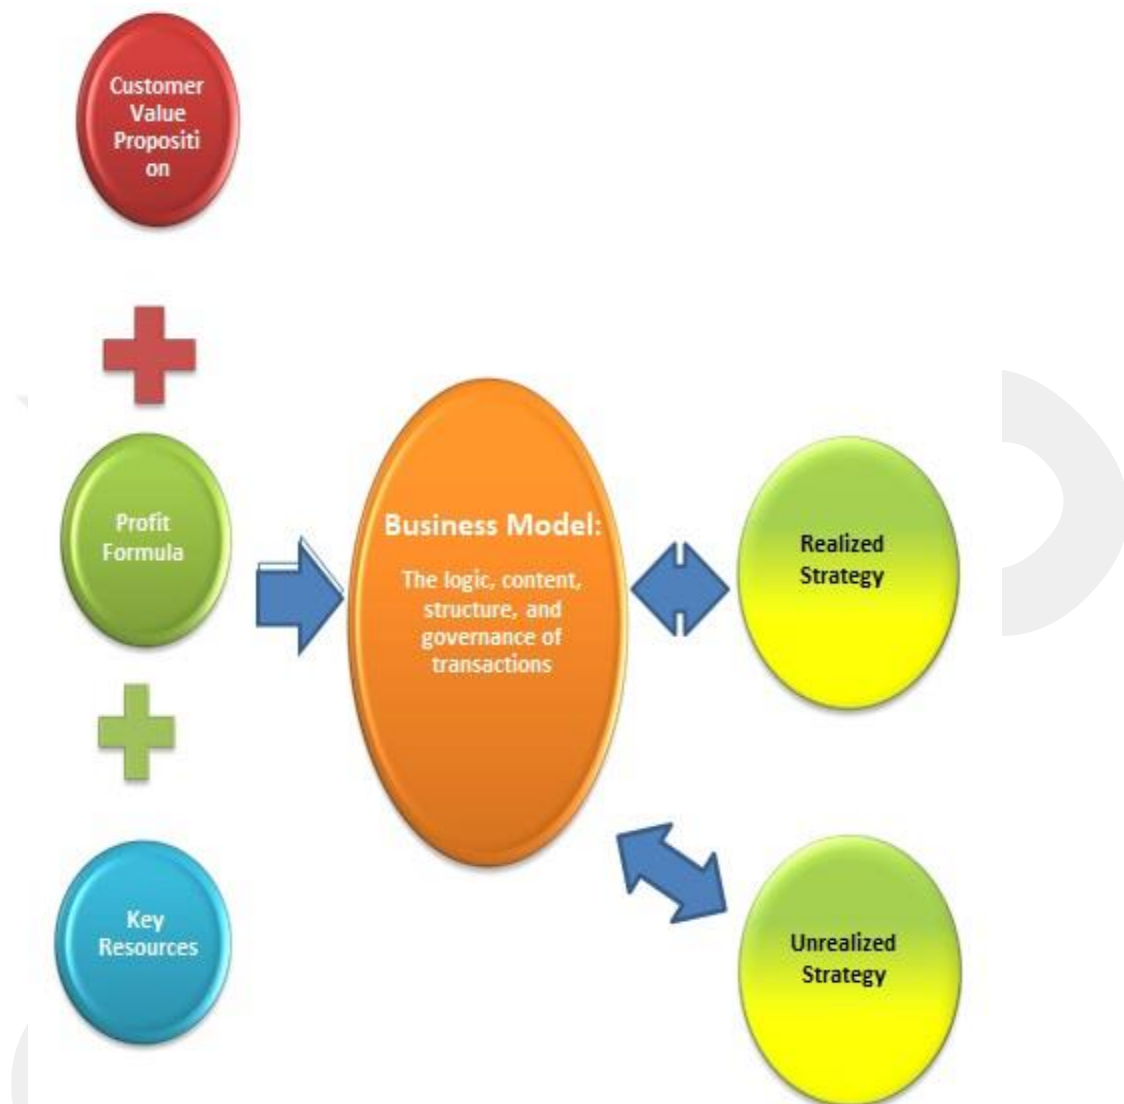 Customer
Value
Propositi
on
Profit
Formula
Key
Resources
Business Model:
The logic, content,
structure, and
governance of
transactions
Realized
Strategy
Unrealized
Strategy